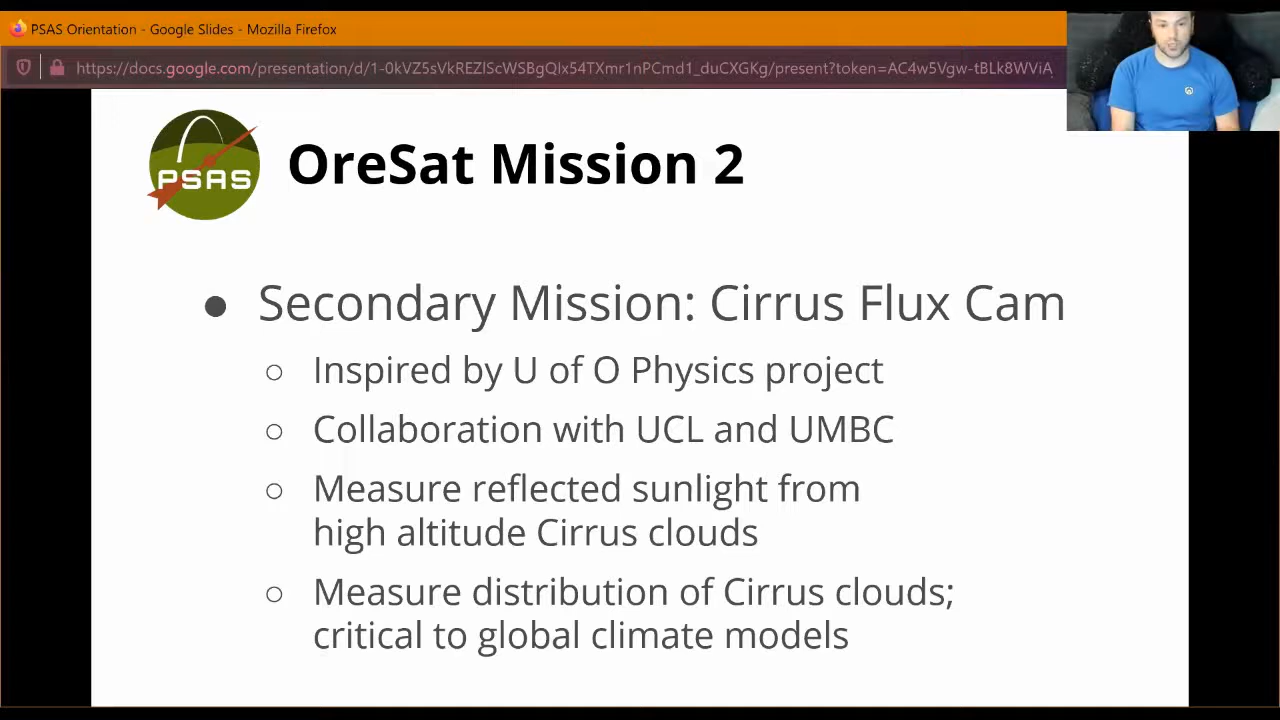 PSAS Orientation - Google Slides - Mozilla Firefox
https://docs.google.com/presentation/d/1-0kVZ5sVkREZlScWSBgQlx54TXmr1nPCmd1_duCXGKg/present?token=AC4w5Vgw-tBLk8WViA
PSAS
OreSat Mission 2
● Secondary Mission: Cirrus Flux Cam
○ Inspired by U of O Physics project
○ Collaboration with UCL and UMBC
○ Measure reflected sunlight from
high altitude Cirrus clouds
○ Measure distribution of Cirrus clouds;
critical to global climate models